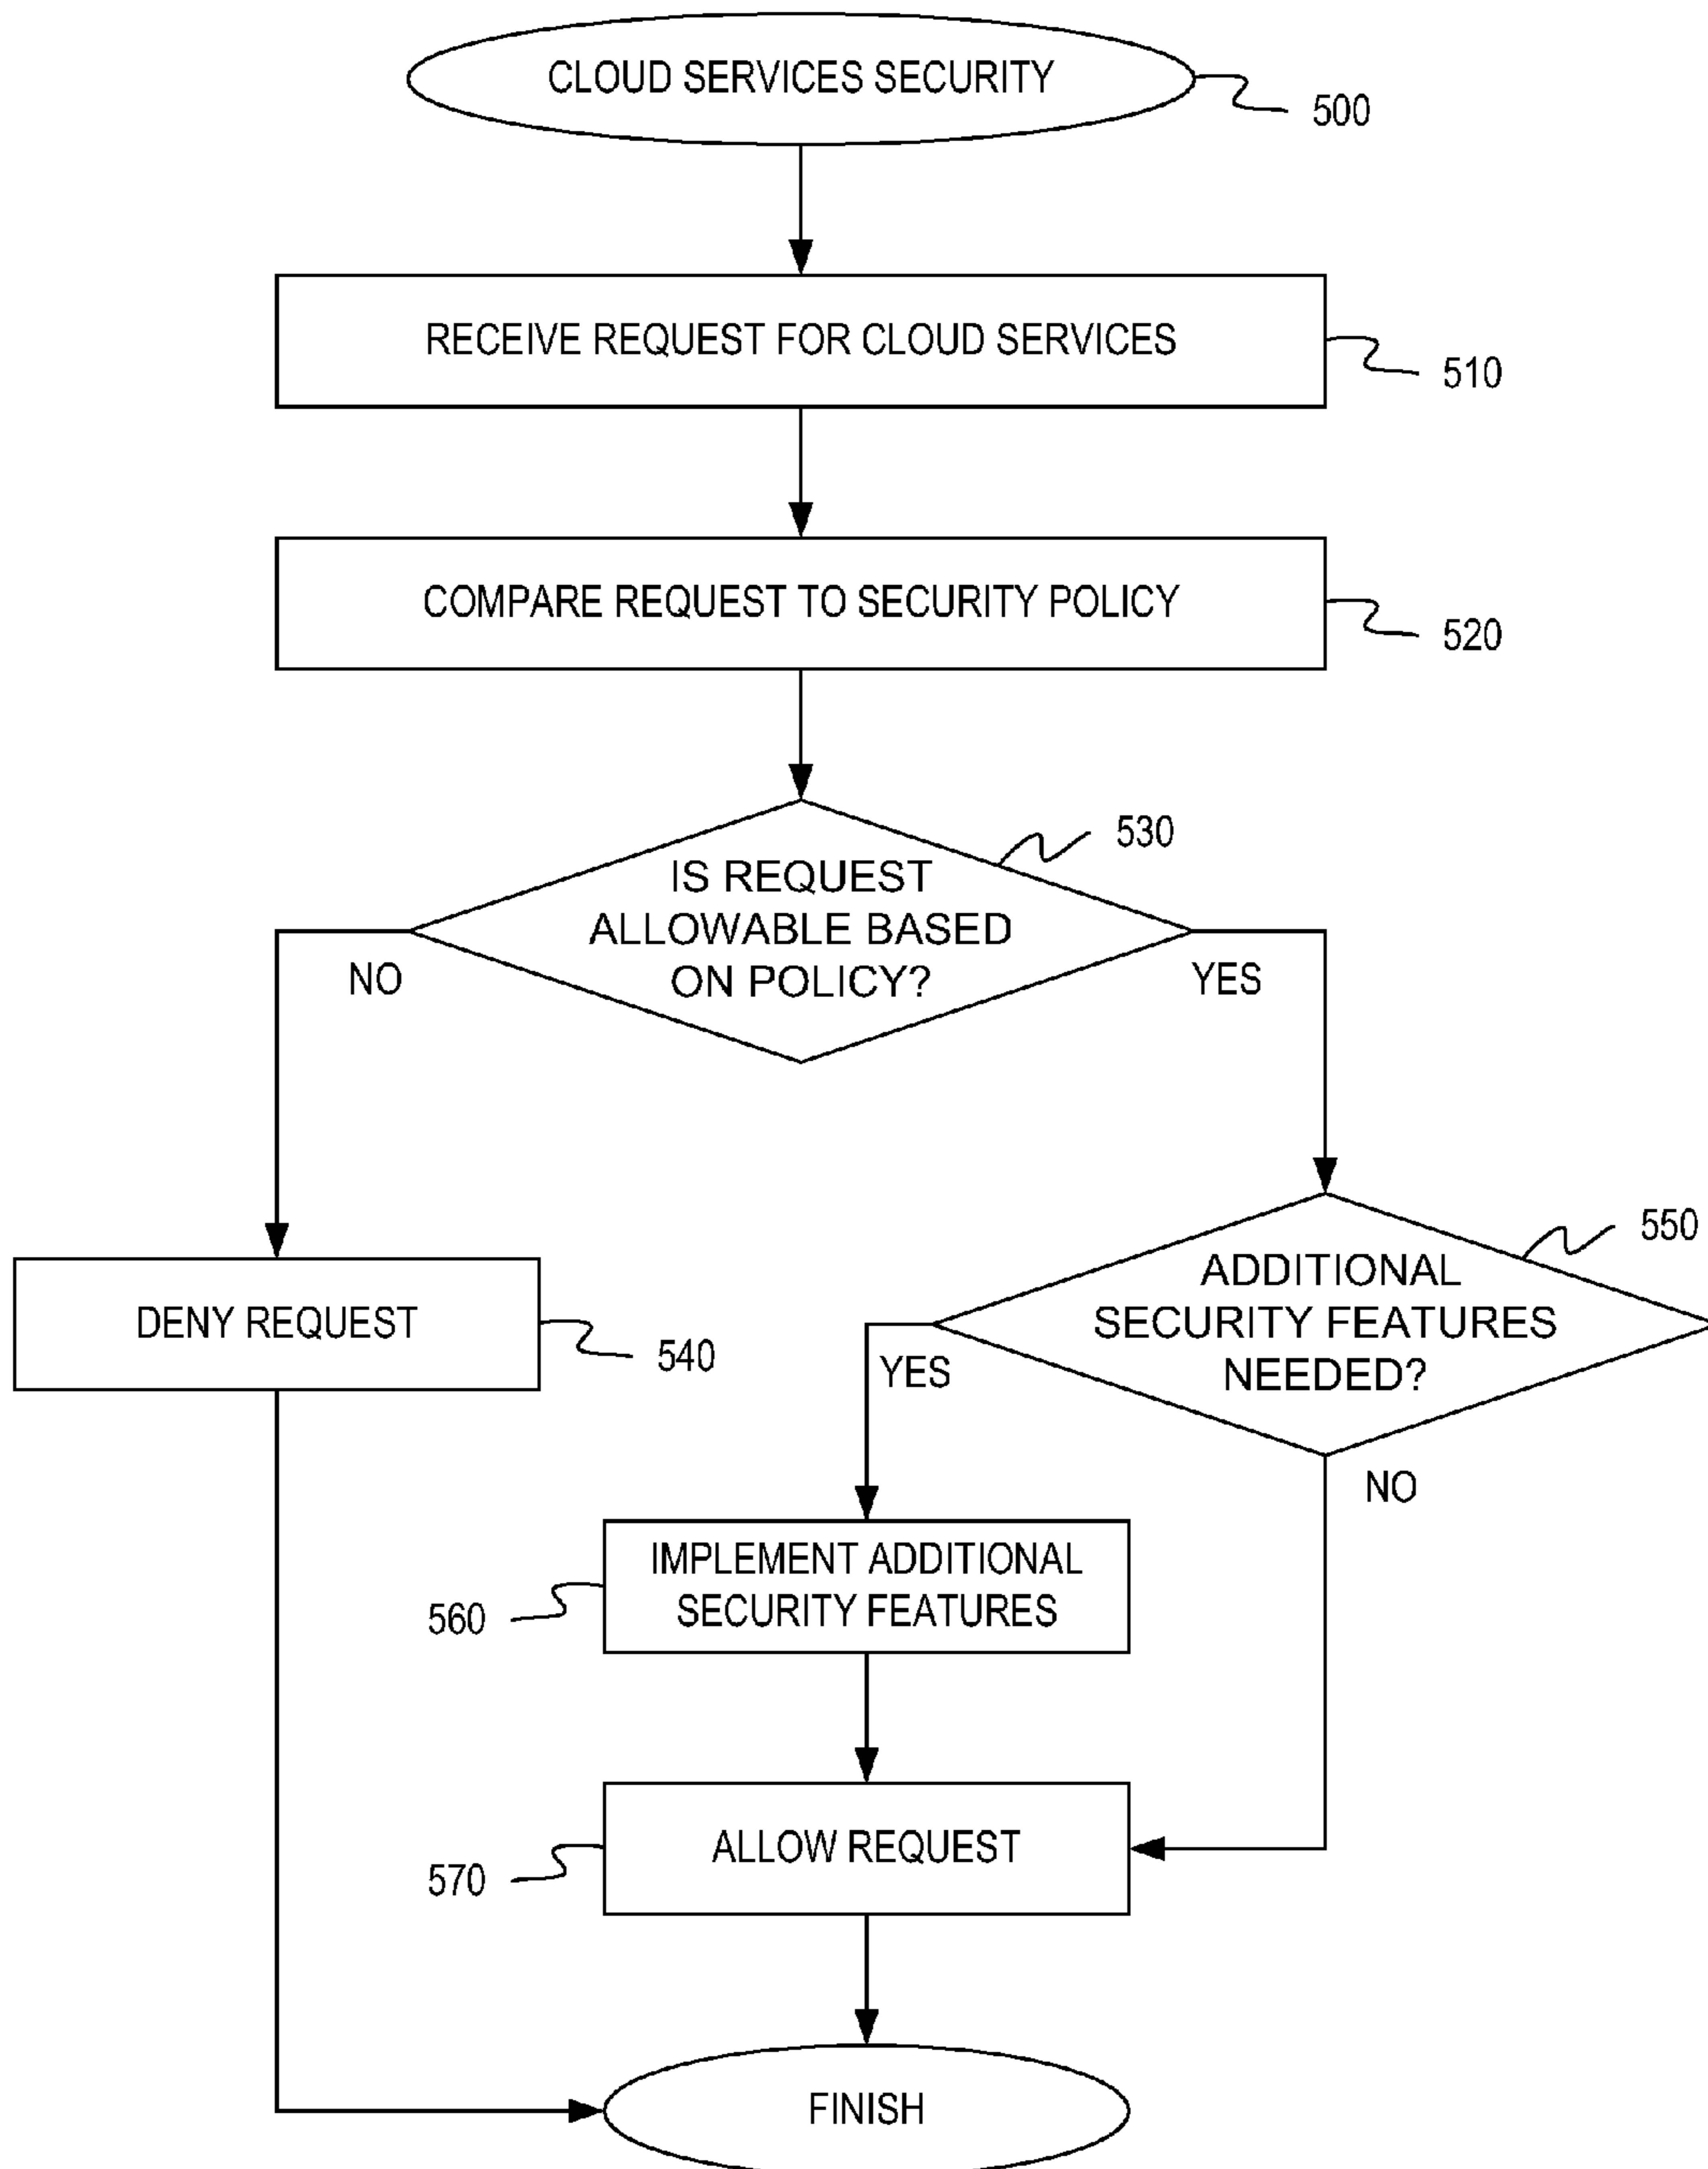 CLOUD SERVICES SECURITY
500
RECEIVE REQUEST FOR CLOUD SERVICES
510
COMPARE REQUEST TO SECURITY POLICY
520
530
IS REQUEST
ALLOWABLE BASED
ON POLICY?
NO
YES
550
ADDITIONAL
SECURITY FEATURES
NEEDED?
DENY REQUEST
540
YES
NO
IMPLEMENT ADDITIONAL
SECURITY FEATURES
560
ALLOW REQUEST
570
FINISH